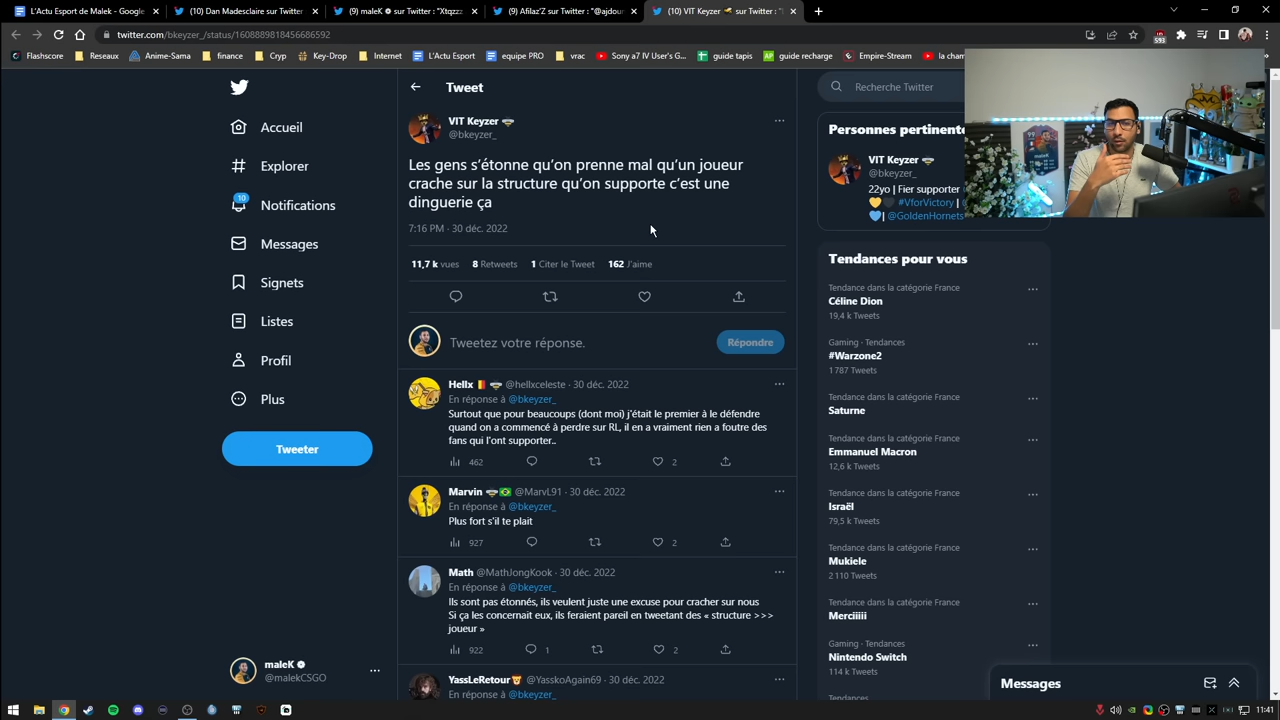 L'Actu Espit de Malek - Google
(10) Dan Madesclaire sur Twitter
(9) maleK sur Twitter : "Xtqzzz
(9) Afilaz'Z sur Twitter : "@ajdour
(10) VIT Keyzer
twitter.com/bkeyzer_/status/1608889818456686592
593
Flashscore
Reseaux
Anime-Sama
finance
Cryp
Key-Drop
Internet
L'Actu Esport
equipe PRO
vrac
Sony a7 IV User's G...
guide tapis
guide recharge
Empire-Stream
la cham
Tweet
Recherche Twitter
Accueil
Explorer
10
Notifications
Messages
Signets
Listes
Profil
Plus
Tweeter
maleK
@malekCSGO
VIT Keyzer
@bkeyzer_
Les gens s'étonne qu'on prenne mal qu'un joueur
crache sur la structure qu'on supporte c'est une
dinguerie ça
7:16 PM · 30 déc. 2022
11,7 k vues 8 Retweets 1 Citer le Tweet 162 J'aime
Tweetez votre réponse.
Répondre
Hellx @hellxceleste · 30 déc. 2022
En réponse à @bkeyzer_
Surtout que pour beaucoups (dont moi) j'était le premier à le défendre
quand on a commencé à perdre sur RL, il en a vraiment rien a foutre des
fans qui l'ont supporter..
462 2
Marvin @MarvL91 · 30 déc. 2022
En réponse à @bkeyzer_
Plus fort s'il te plait
927 2
Math @MathJongKook · 30 déc. 2022
En réponse à @bkeyzer_
Ils sont pas étonnés, ils veulent juste une excuse pour cracher sur nous
Si ça les concernait eux, ils feraient pareil en tweetant des « structure >>>
joueur »
922 1 2
YassLeRetour @YasskoAgain69 · 30 déc. 2022
En réponse à @bkeyzer_
Personnes pertinente
VIT Keyzer
@bkeyzer_
22yo | Fier supporter
#VforVictory |
| @GoldenHornets
Tendances pour vous
Tendance dans la catégorie France
Céline Dion
19,4 k Tweets
Gaming · Tendances
#Warzone2
1 787 Tweets
Tendance dans la catégorie France
Saturne
Tendance dans la catégorie France
Emmanuel Macron
12,6 k Tweets
Tendance dans la catégorie France
Israël
79,5 k Tweets
Tendance dans la catégorie France
Mukiele
2 110 Tweets
Tendance dans la catégorie France
Merciiiii
Gaming · Tendances
Nintendo Switch
114 k Tweets
Tendances
Messages
99
maleK
11:41